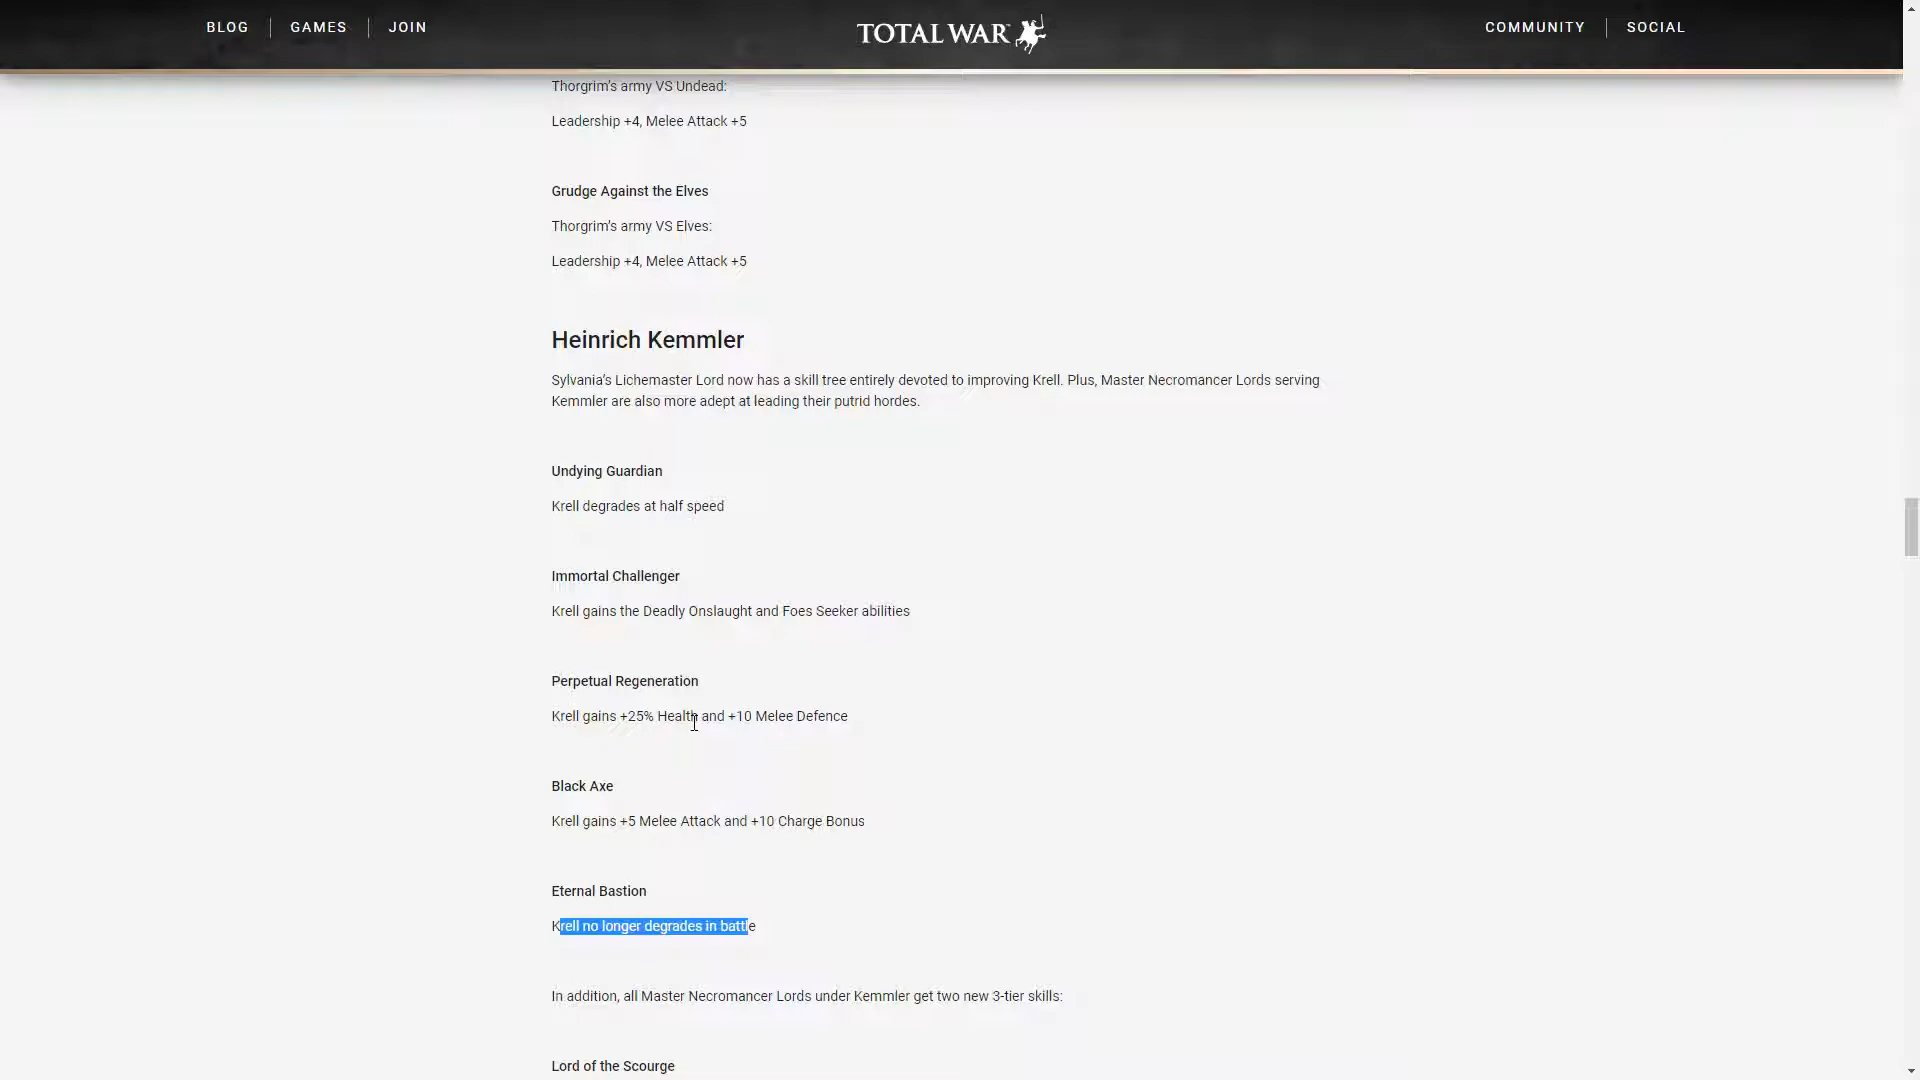 BLOG GAMES JOIN TOTAL WAR COMMUNITY SOCIAL
Thorgrim’s army VS Undead:
Leadership +4, Melee Attack +5
Grudge Against the Elves
Thorgrim’s army VS Elves:
Leadership +4, Melee Attack +5
Heinrich Kemmler
Sylvania’s Lichemaster Lord now has a skill tree entirely devoted to improving Krell. Plus, Master Necromancer Lords serving
Kemmler are also more adept at leading their putrid hordes.
Undying Guardian
Krell degrades at half speed
Immortal Challenger
Krell gains the Deadly Onslaught and Foes Seeker abilities
Perpetual Regeneration
Krell gains +25% Health and +10 Melee Defence
Black Axe
Krell gains +5 Melee Attack and +10 Charge Bonus
Eternal Bastion
Krell no longer degrades in battle
In addition, all Master Necromancer Lords under Kemmler get two new 3-tier skills:
Lord of the Scourge